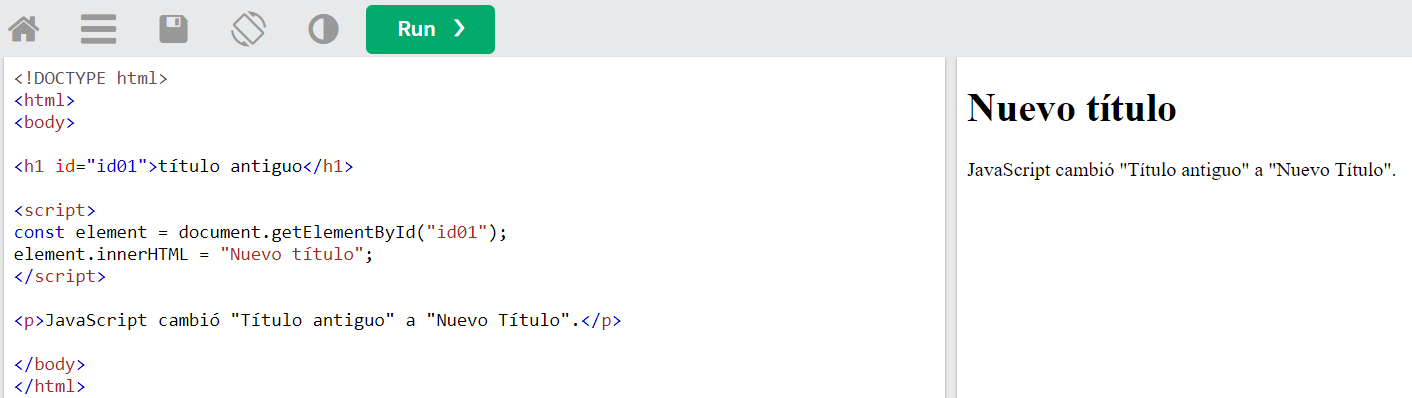 Run ❯
<!DOCTYPE html>
<html>
<body>
<h1 id="id01">título antiguo</h1>
<script>
const element = document.getElementById("id01");
element.innerHTML = "Nuevo título";
</script>
<p>JavaScript cambió "Título antiguo" a "Nuevo Título".</p>
</body>
</html>
Nuevo título
JavaScript cambió "Título antiguo" a "Nuevo Título".